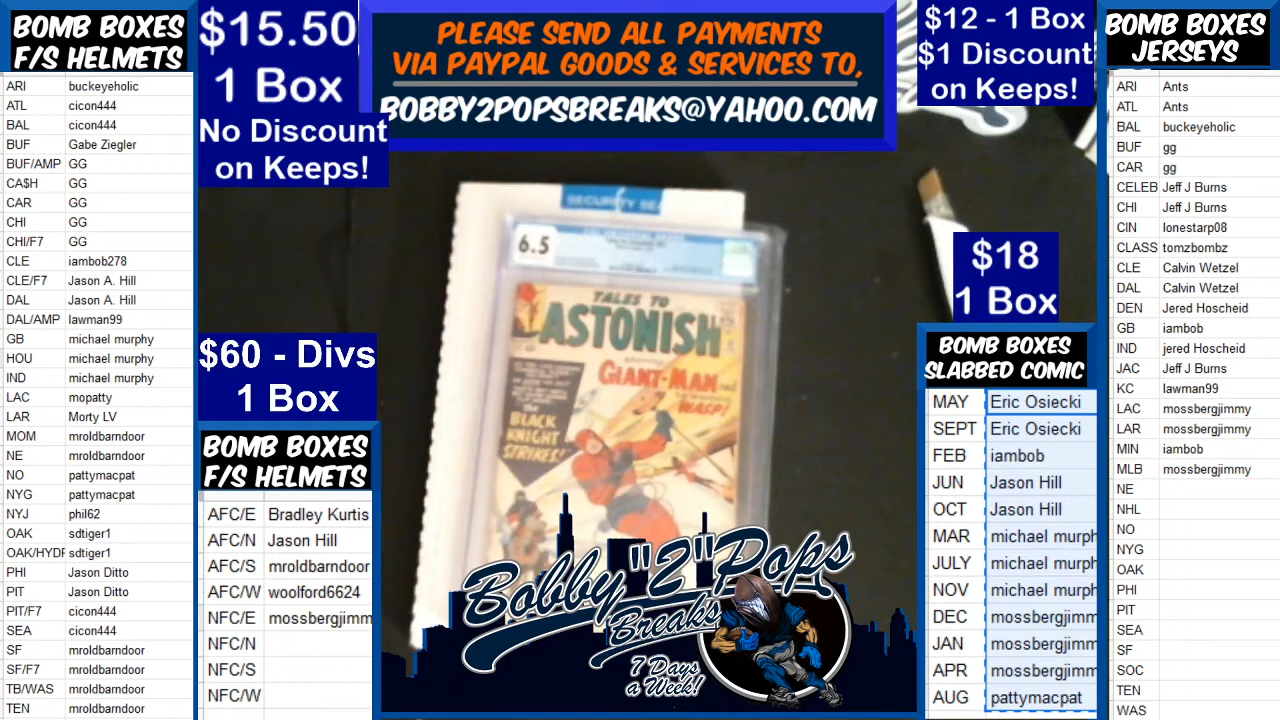 BOMB BOXES
F/S HELMETS
ARI buckeyeholic
ATL cicon444
BAL cicon444
BUF Gabe Ziegler
BUF/AMP GG
CA$H GG
CAR GG
CHI GG
CHI/F7 GG
CLE iambob278
CLE/F7 Jason A. Hill
DAL Jason A. Hill
DAL/AMP lawman99
GB michael murphy
HOU michael murphy
IND michael murphy
LAC mopatty
LAR Morty LV
MOM mroldbarndoor
NE mroldbarndoor
NO pattymacpat
NYG pattymacpat
NYJ phil62
OAK sdtiger1
OAK/HYDR sdtiger1
PHI Jason Ditto
PIT Jason Ditto
PIT/F7 cicon444
SEA cicon444
SF mroldbarndoor
SF/F7 mroldbarndoor
TB/WAS mroldbarndoor
TEN mroldbarndoor
$15.50
1 Box
No Discount
on Keeps!
$60 - Divs
1 Box
BOMB BOXES
F/S HELMETS
AFC/E Bradley Kurtis
AFC/N Jason Hill
AFC/S mroldbarndoor
AFC/W woolford6624
NFC/E mossbergjimm
NFC/N
NFC/S
NFC/W
PLEASE SEND ALL PAYMENTS
VIA PAYPAL GOODS & SERVICES TO,
BOBBY2POPSBREAKS@YAHOO.COM
SECURITY SEA
6.5
TALES TO
ASTONISH
GIANT-MAN and
the WASP!
The
BLACK
KNIGHT
STRIKES!
Bobby "2" Pops
Breaks
7 Days
a Week!
$12 - 1 Box
$1 Discount
on Keeps!
$18
1 Box
BOMB BOXES
SLABBED COMIC
MAY Eric Osiecki
SEPT Eric Osiecki
FEB iambob
JUN Jason Hill
OCT Jason Hill
MAR michael murph
JULY michael murph
NOV michael murph
DEC mossbergjimm
JAN mossbergjimm
APR mossbergjimm
AUG pattymacpat
BOMB BOXES
JERSEYS
ARI Ants
ATL Ants
BAL buckeyeholic
BUF gg
CAR gg
CELEB Jeff J Burns
CHI Jeff J Burns
CIN lonestarp08
CLASS tomzbombz
CLE Calvin Wetzel
DAL Calvin Wetzel
DEN Jered Hoscheid
GB iambob
IND jered Hoscheid
JAC Jeff J Burns
KC lawman99
LAC mossbergjimmy
LAR mossbergjimmy
MIN iambob
MLB mossbergjimmy
NE
NHL
NO
NYG
OAK
PHI
PIT
SEA
SF
SOC
TEN
WAS